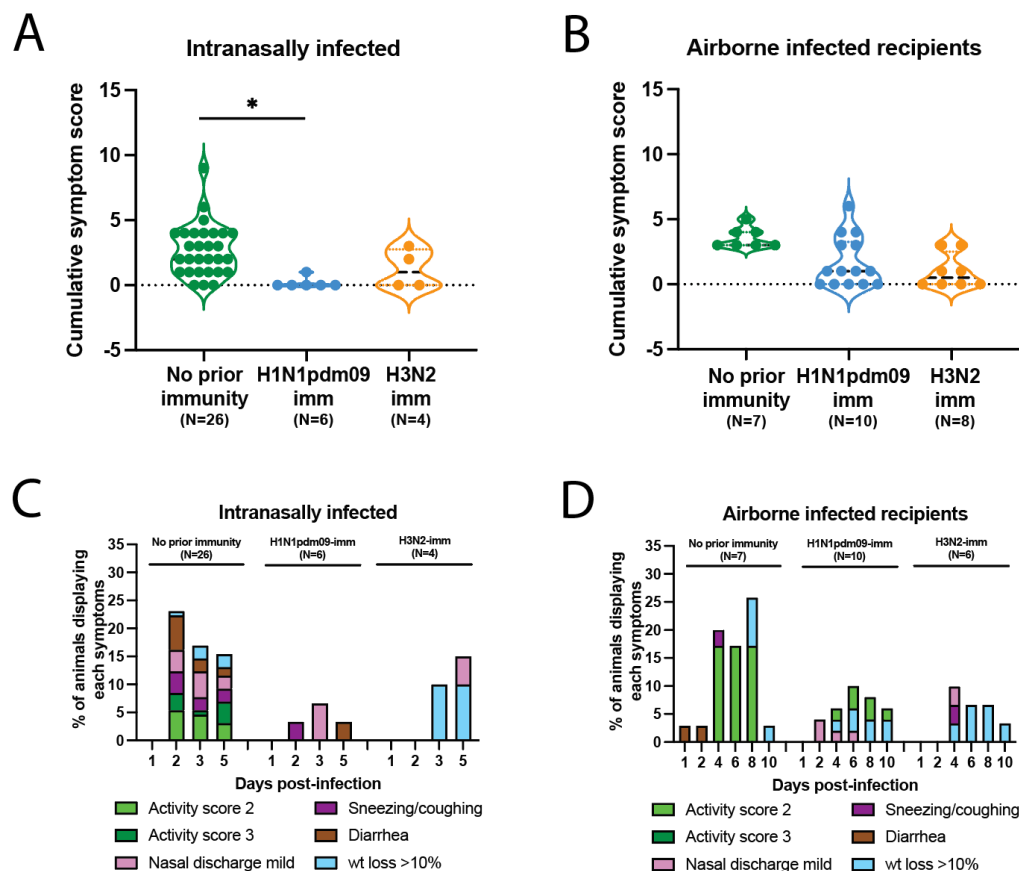 A
Intranasally infected
Cumulative symptom score
15
10
5
0
-5
*
No prior
immunity
(N=26)
H1N1pdm09
imm
(N=6)
H3N2
imm
(N=4)
B
Airborne infected recipients
Cumulative symptom score
15
10
5
0
-5
No prior
immunity
(N=7)
H1N1pdm09
imm
(N=10)
H3N2
imm
(N=8)
C
Intranasally infected
% of animals displaying
each symptoms
35
30
25
20
15
10
5
0
No prior immunity
(N=26)
H1N1pdm09-imm
(N=6)
H3N2-imm
(N=4)
1 2 3 5 1 2 3 5 1 2 3 5
Days post-infection
Activity score 2
Activity score 3
Nasal discharge mild
Sneezing/coughing
Diarrhea
wt loss >10%
D
Airborne infected recipients
% of animals displaying
each symptoms
35
30
25
20
15
10
5
0
No prior immunity
(N=7)
H1N1pdm09-imm
(N=10)
H3N2-imm
(N=6)
1 2 4 6 8 10 1 2 4 6 8 10 1 2 4 6 8 10
Days post-infection
Activity score 2
Activity score 3
Nasal discharge mild
Sneezing/coughing
Diarrhea
wt loss >10%